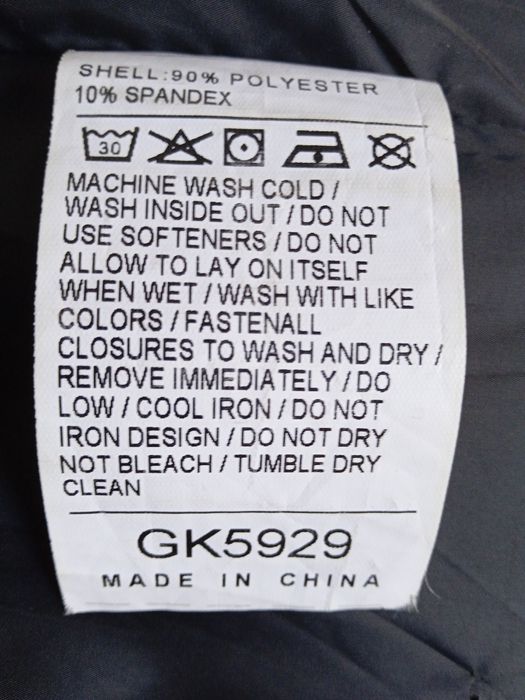 SHELL:90% POLYESTER
10% SPANDEX
30
MACHINE WASH COLD /
WASH INSIDE OUT / DO NOT
USE SOFTENERS / DO NOT
ALLOW TO LAY ON ITSELF
WHEN WET / WASH WITH LIKE
COLORS / FASTENALL
CLOSURES TO WASH AND DRY /
REMOVE IMMEDIATELY / DO
LOW / COOL IRON / DO NOT
IRON DESIGN / DO NOT DRY
NOT BLEACH / TUMBLE DRY
CLEAN
GK5929
MADE IN CHINA